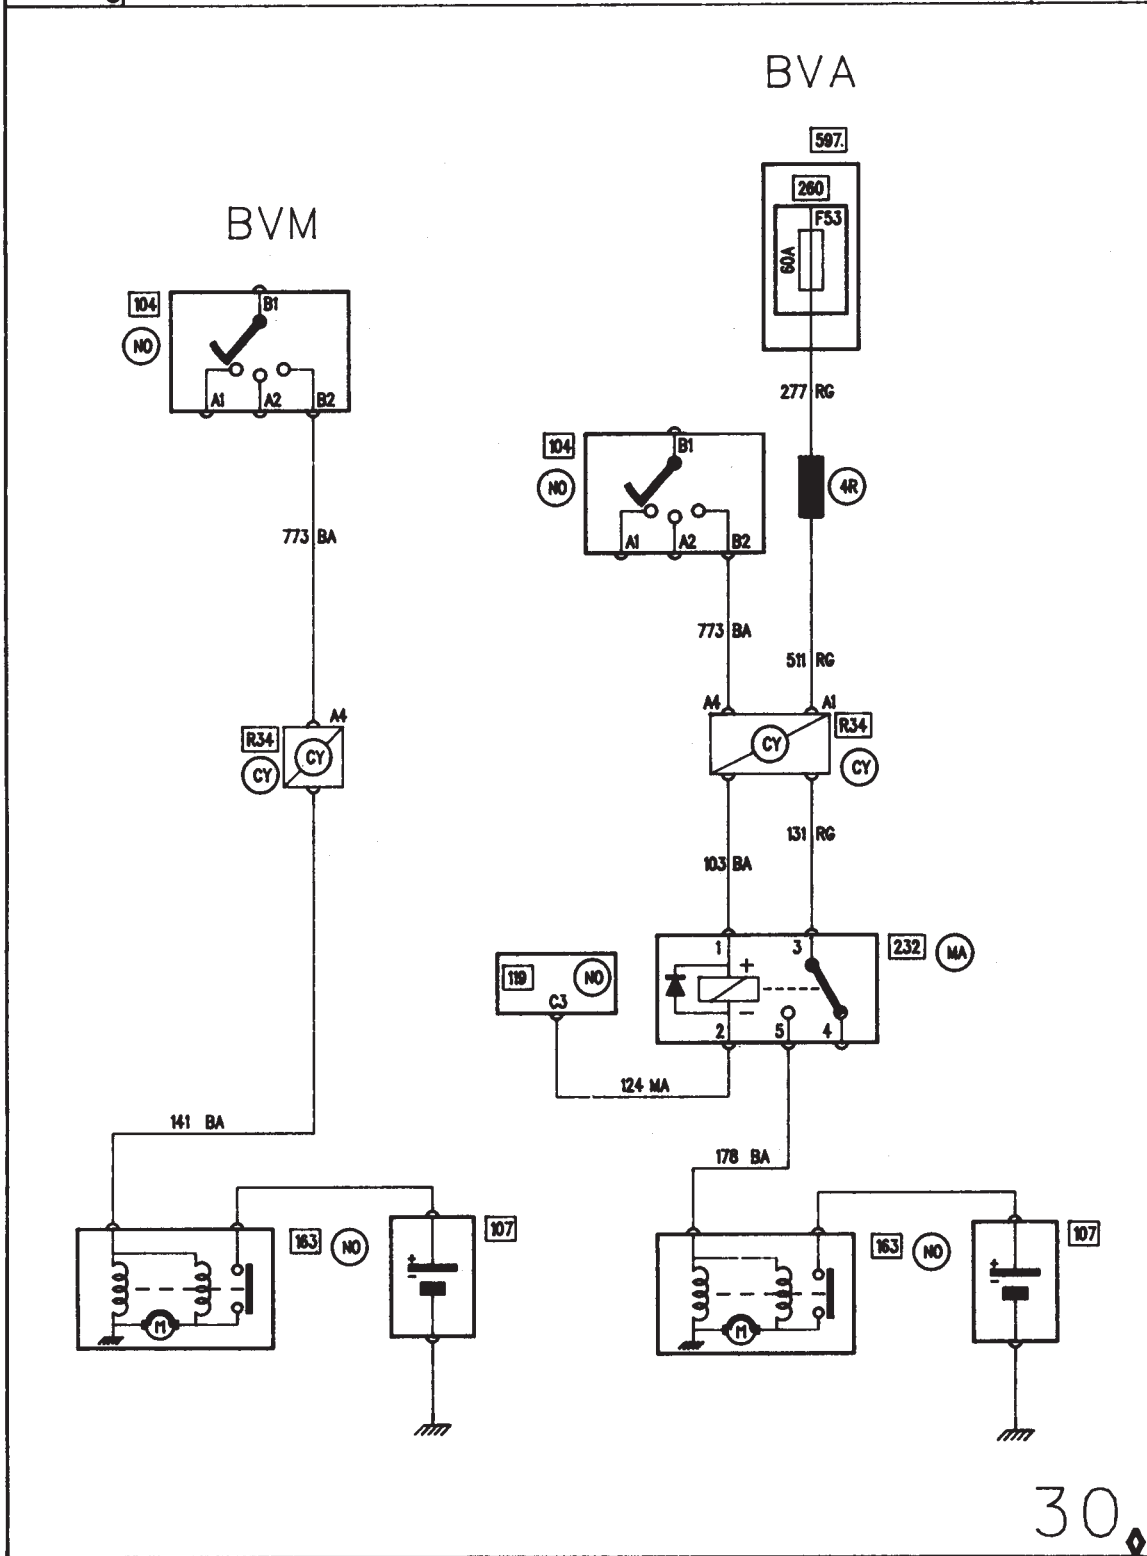 BVA
597.
260
F53
60A
BVM
104
NO
B1
A1 A2 B2
277 RG
104
NO
B1
A1 A2 B2
4R
773 BA
773 BA
511 RG
A4
R34
CY
CY
A4 A1
CY
R34
CY
103 BA
131 RG
119
NO
C3
1 3
+
-
2 5 4
232
MA
124 MA
141 BA
178 BA
163
NO
M
107
+
-
163
NO
M
107
+
-
30.